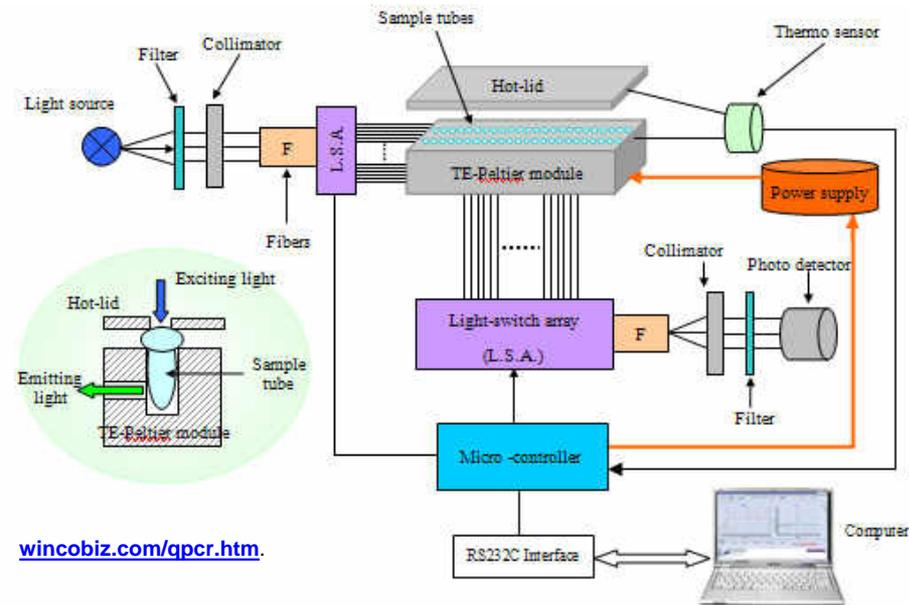 Sample tubes
Collimator
Filter
Thermo sensor
Light source
Hot-lid
F
L.S.A.
TE-Peltier module
Power supply
Fibers
Collimator
Photo detector
Exciting light
Hot-lid
Light-switch array
(L.S.A.)
F
Sample
tube
Emitting
light
Filter
TE-Peltier module
Micro -controller
Computer
wincobiz.com/qpcr.htm.
RS232C Interface